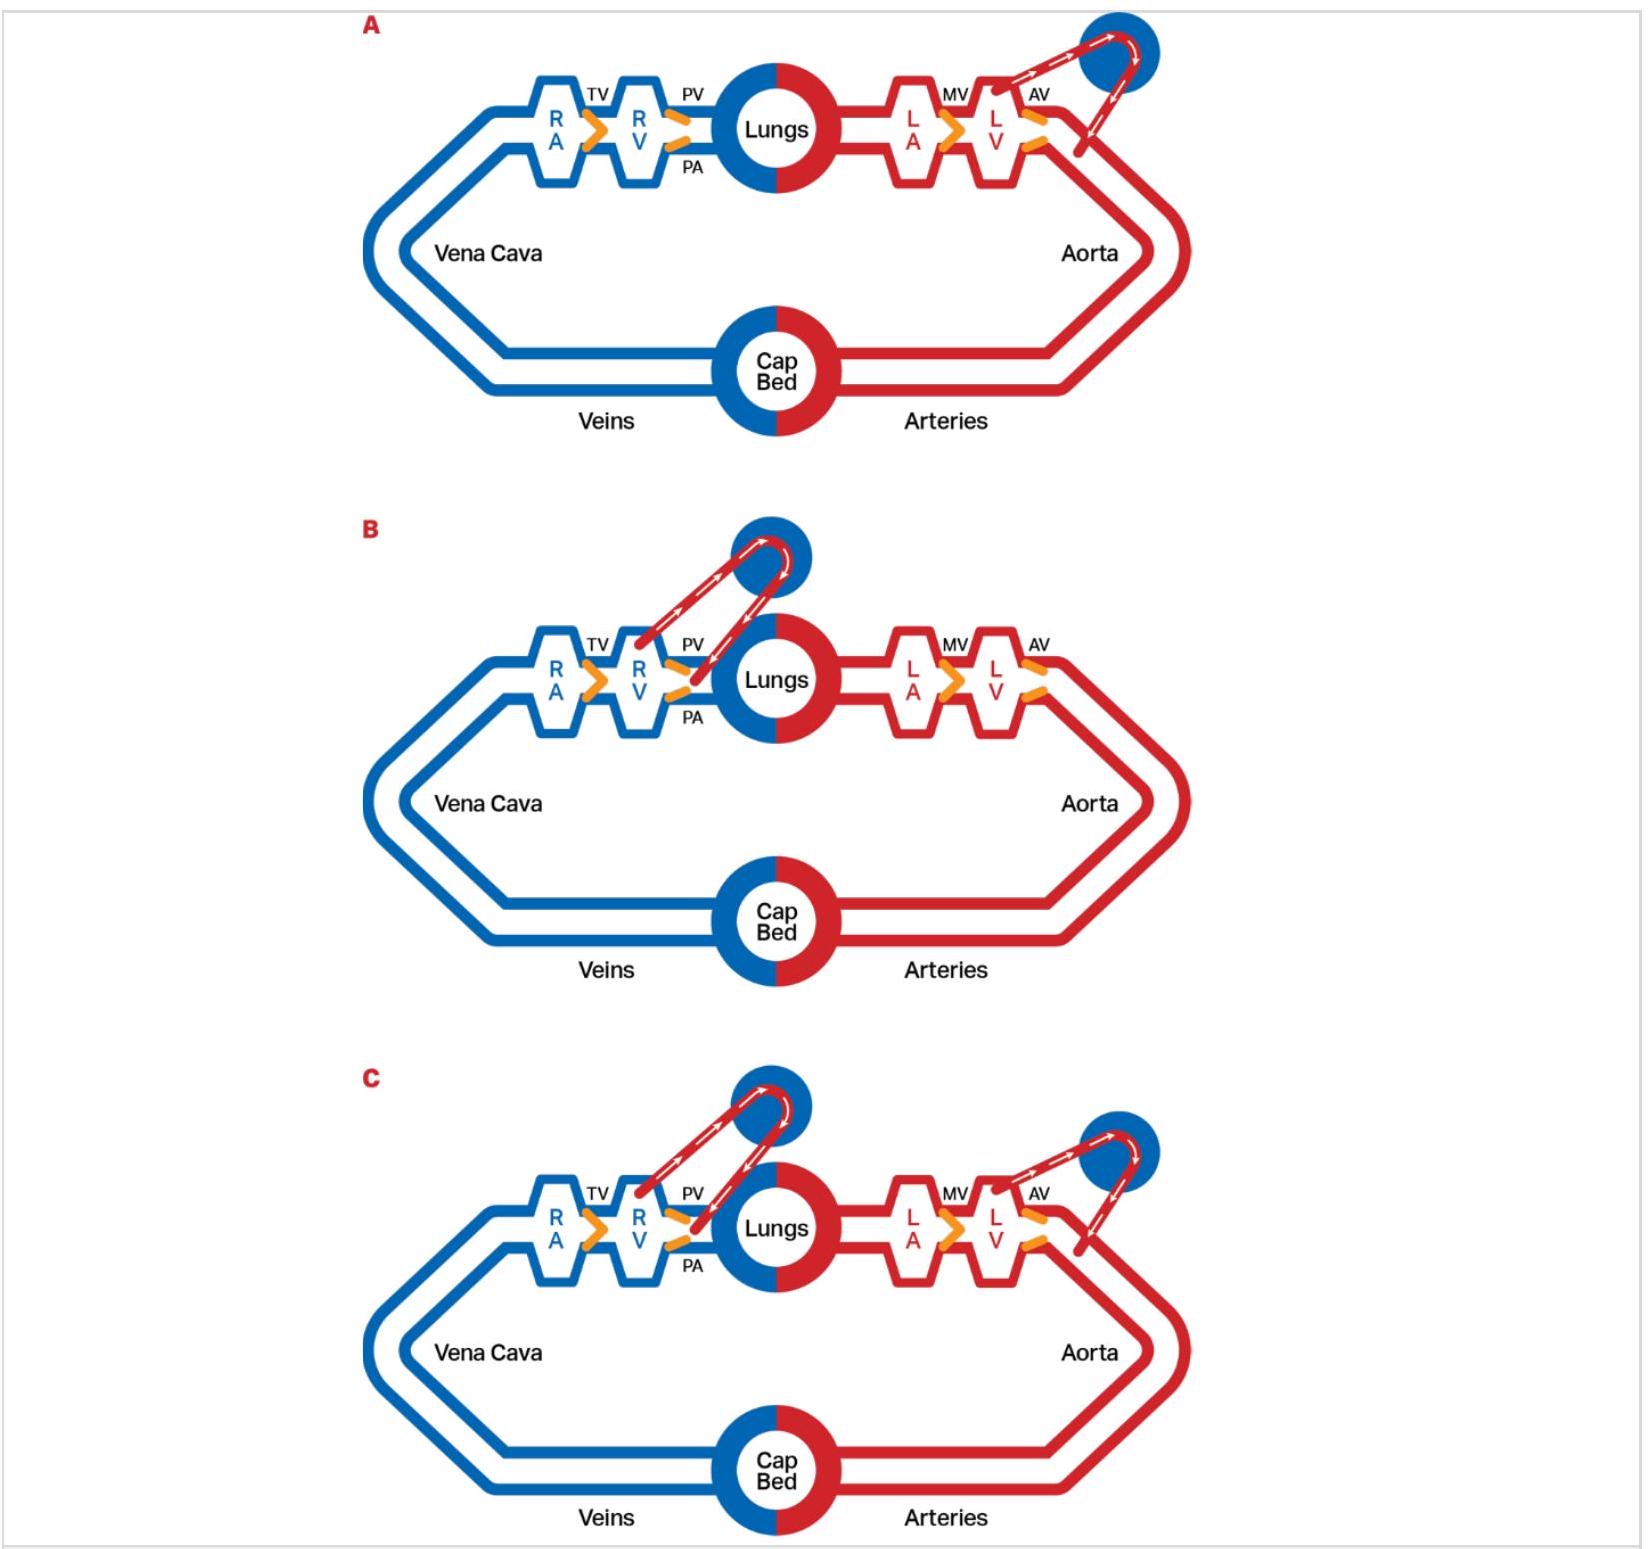 A
TV PV MV AV
R R L L
A V Lungs A V
PA
Vena Cava Aorta
Cap
Bed
Veins Arteries
B
TV PV MV AV
R R L L
A V Lungs A V
PA
Vena Cava Aorta
Cap
Bed
Veins Arteries
C
TV PV MV AV
R R L L
A V Lungs A V
PA
Vena Cava Aorta
Cap
Bed
Veins Arteries